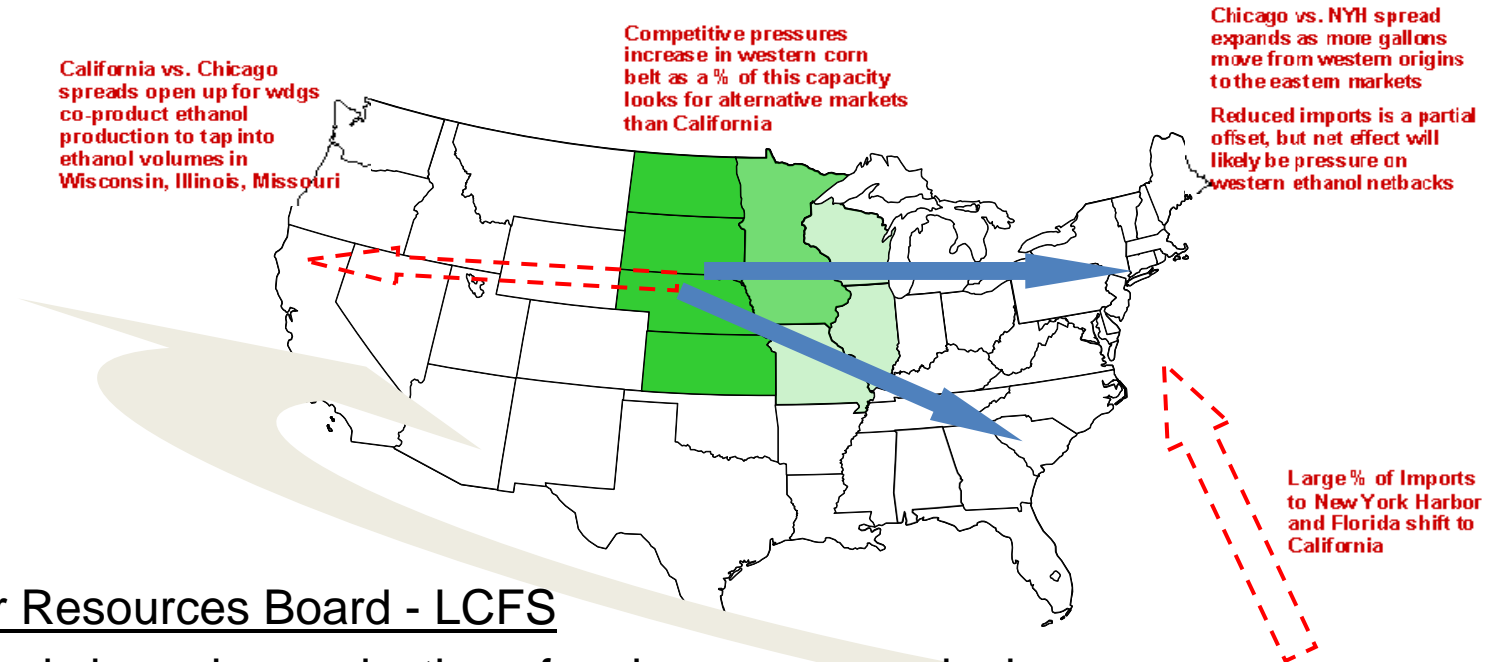 California vs. Chicago
spreads open up for wdgs
co-product ethanol
production to tap into
ethanol volumes in
Wisconsin, Illinois, Missouri
Competitive pressures
increase in western corn
belt as a % of this capacity
looks for alternative markets
than California
Chicago vs. NYH spread
expands as more gallons
move from western origins
to the eastern markets
Reduced imports is a partial
offset, but net effect will
likely be pressure on
western ethanol netbacks
Large % of Imports
to New York Harbor
and Florida shift to
California
Resources Board - LCFS